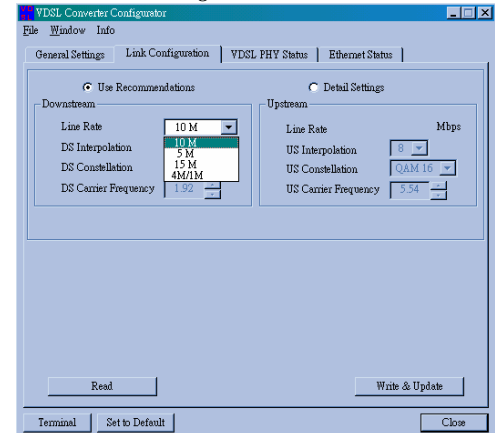 VDSL Converter Configurator
File Window Info
General Settings Link Configuration VDSL PHY Status Ethernet Status
Use Recommendations Detail Settings
Downstream Upstream
Line Rate 10 M Line Rate Mbps
10 M
DS Interpolation 5 M US Interpolation 8
DS Constellation 15 M US Constellation QAM 16
4M/1M
DS Carrier Frequency 1.92 US Carrier Frequency 5.54
Read Write & Update
Terminal Set to Default Close